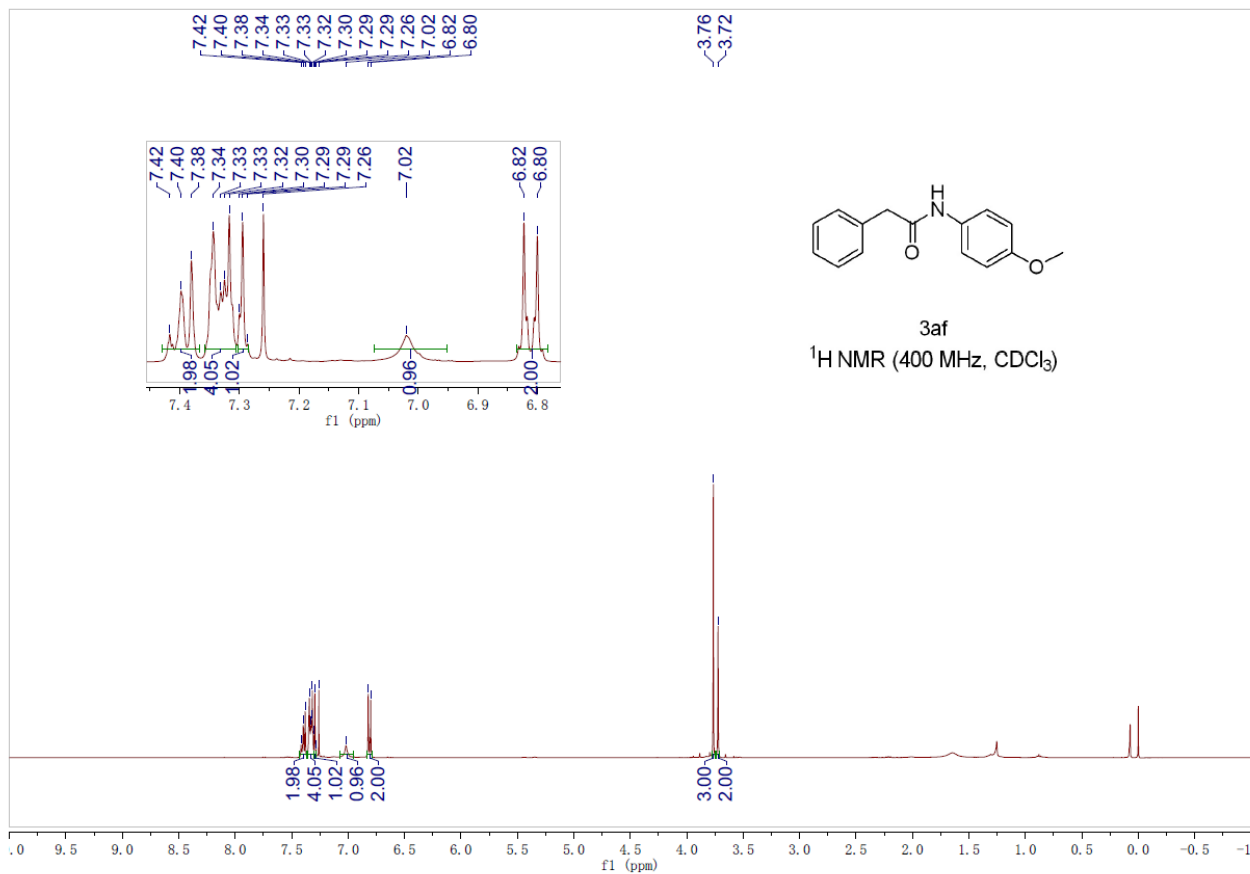 7.42 7.40 7.38 7.34 7.33 7.33 7.32 7.30 7.29 7.29 7.26 7.02 6.82 6.80 3.76 3.72
7.42 7.40 7.38 7.34 7.33 7.33 7.32 7.30 7.29 7.29 7.26 7.02 6.82 6.80
1.98 4.05 1.02 0.96 2.00
7.4 7.3 7.2 7.1 7.0 6.9 6.8
f1 (ppm)
H
N
O
O
3af
¹H NMR (400 MHz, CDCl₃)
1.98 4.05 1.02 0.96 2.00 3.00 2.00
.0 9.5 9.0 8.5 8.0 7.5 7.0 6.5 6.0 5.5 5.0 4.5 4.0 3.5 3.0 2.5 2.0 1.5 1.0 0.5 0.0 -0.5 -1
f1 (ppm)